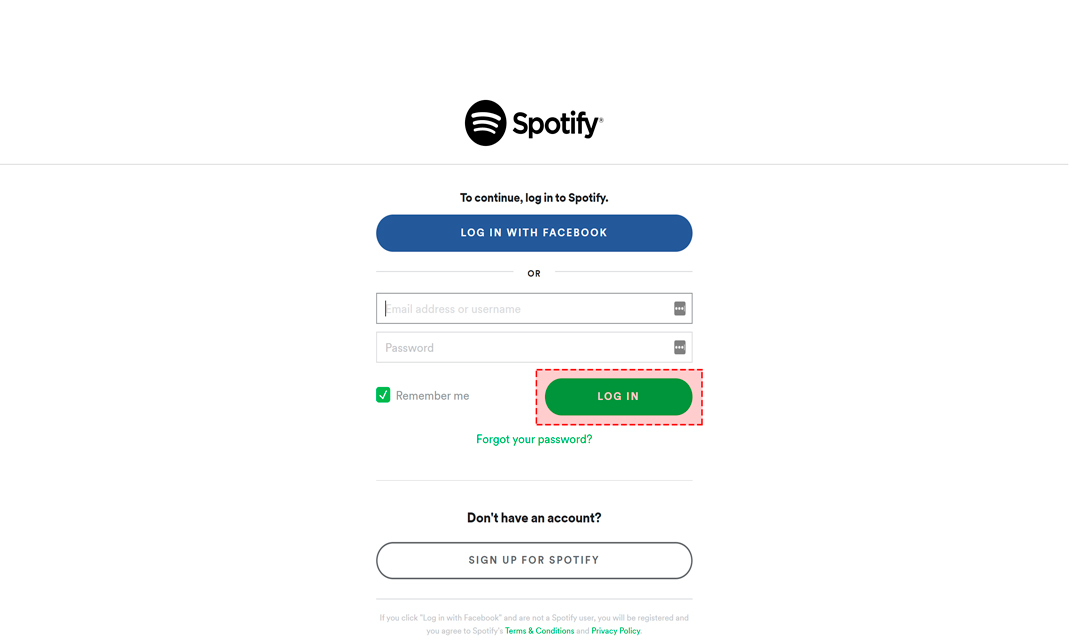 Spotify®
To continue, log in to Spotify.
LOG IN WITH FACEBOOK
OR
Email address or username
Password
Remember me
LOG IN
Forgot your password?
Don't have an account?
SIGN UP FOR SPOTIFY
If you click "Log in with Facebook" and are not a Spotify user, you will be registered and
you agree to Spotify's Terms & Conditions and Privacy Policy.